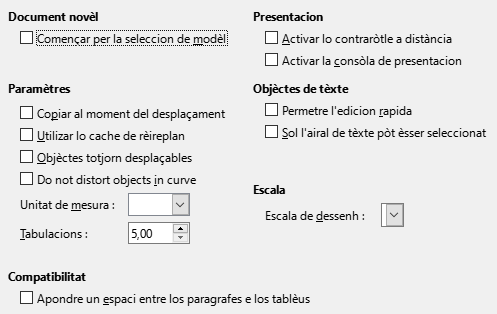 Document novèl
Començar per la seleccion de modèl
Presentacion
Activar lo contraròtle a distància
Activar la consòla de presentacion
Paramètres
Copiar al moment del desplaçament
Utilizar lo cache de rèireplan
Objèctes totjorn desplaçables
Do not distort objects in curve
Unitat de mesura :
Tabulacions :
5,00
Objèctes de tèxte
Permetre l'edicion rapida
Sol l'airal de tèxte pòt èsser seleccionat
Escala
Escala de dessenh :
Compatibilitat
Apondre un espaci entre los paragrafes e los tablèus